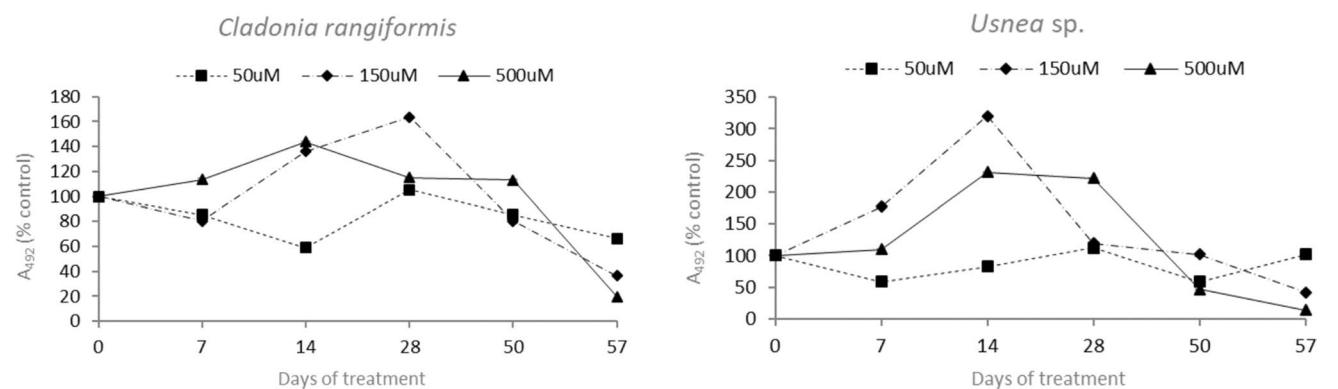 Cladonia rangiformis
50uM 150uM 500uM
180
160
140
120
100
80
60
40
20
0
A492 (% control)
0 7 14 28 50 57
Days of treatment
Usnea sp.
50uM 150uM 500uM
350
300
250
200
150
100
50
0
A492 (% control)
0 7 14 28 50 57
Days of treatment